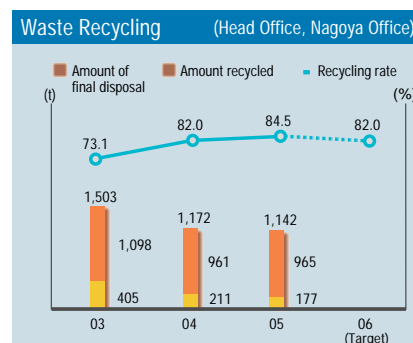 Waste Recycling (Head Office, Nagoya Office)
Amount of final disposal Amount recycled Recycling rate
(t) (%)
73.1 82.0 84.5 82.0
1,503 1,172 1,142
1,098 961 965
405 211 177
03 04 05 06
(Target)